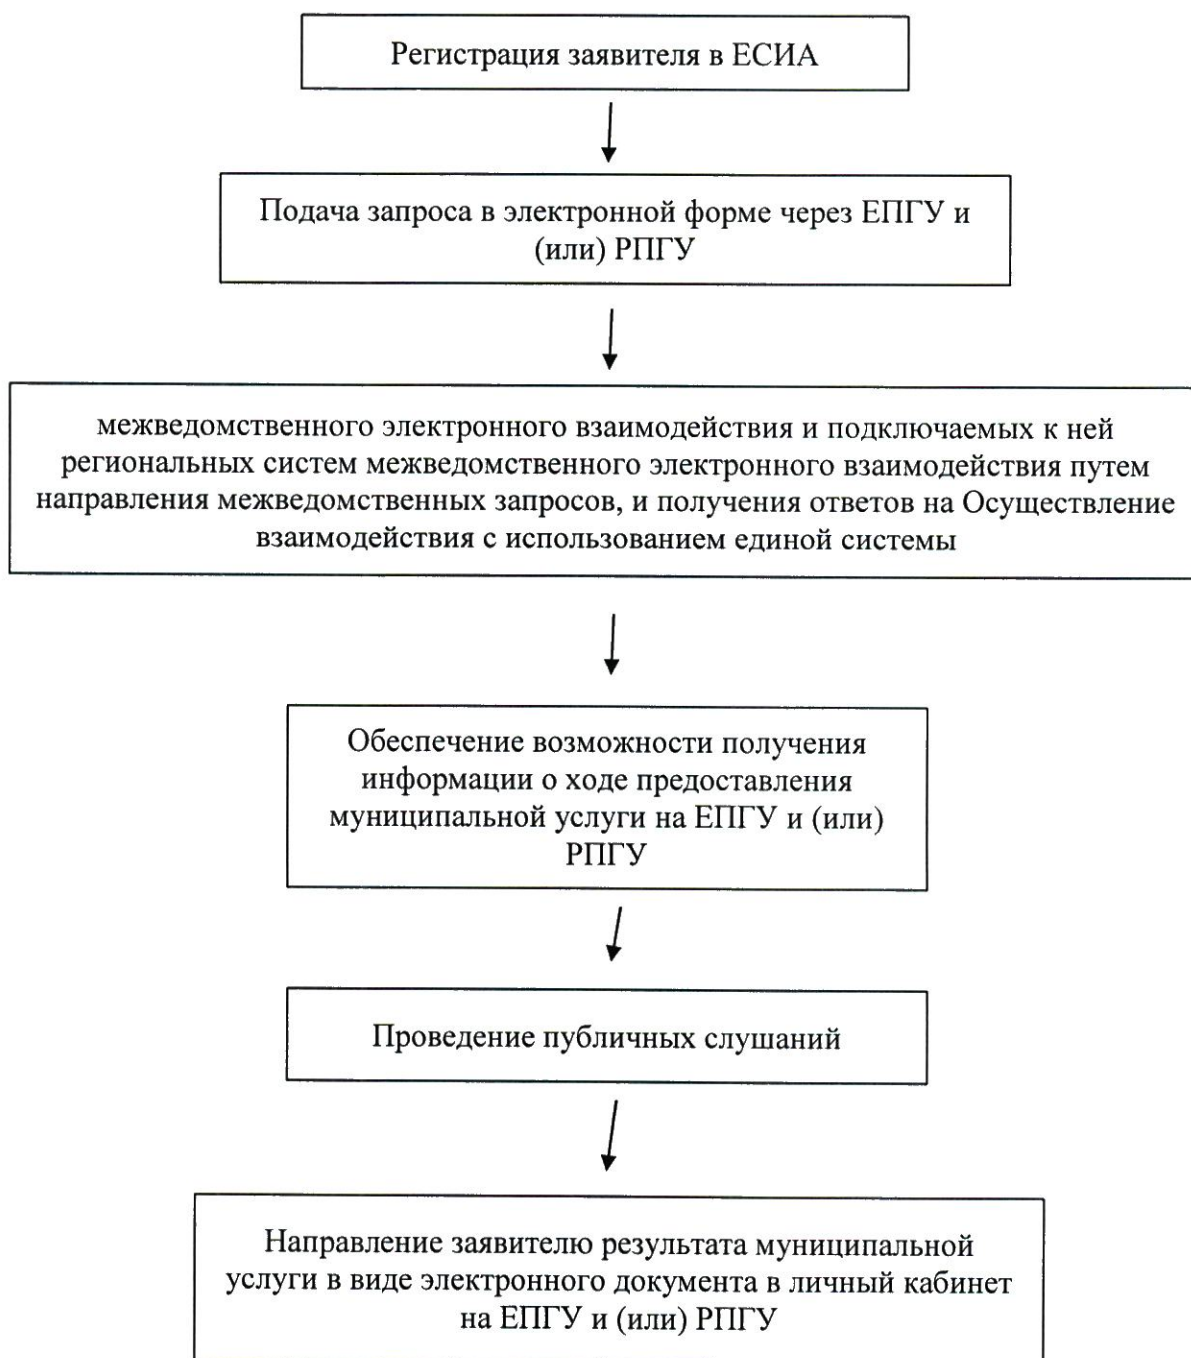 Регистрация заявителя в ЕСИА
Подача запроса в электронной форме через ЕПГУ и
(или) РПГУ
межведомственного электронного взаимодействия и подключаемых к ней
региональных систем межведомственного электронного взаимодействия путем
направления межведомственных запросов, и получения ответов на Осуществление
взаимодействия с использованием единой системы
Обеспечение возможности получения
информации о ходе предоставления
муниципальной услуги на ЕПГУ и (или)
РПГУ
Проведение публичных слушаний
Направление заявителю результата муниципальной
услуги в виде электронного документа в личный кабинет
на ЕПГУ и (или) РПГУ